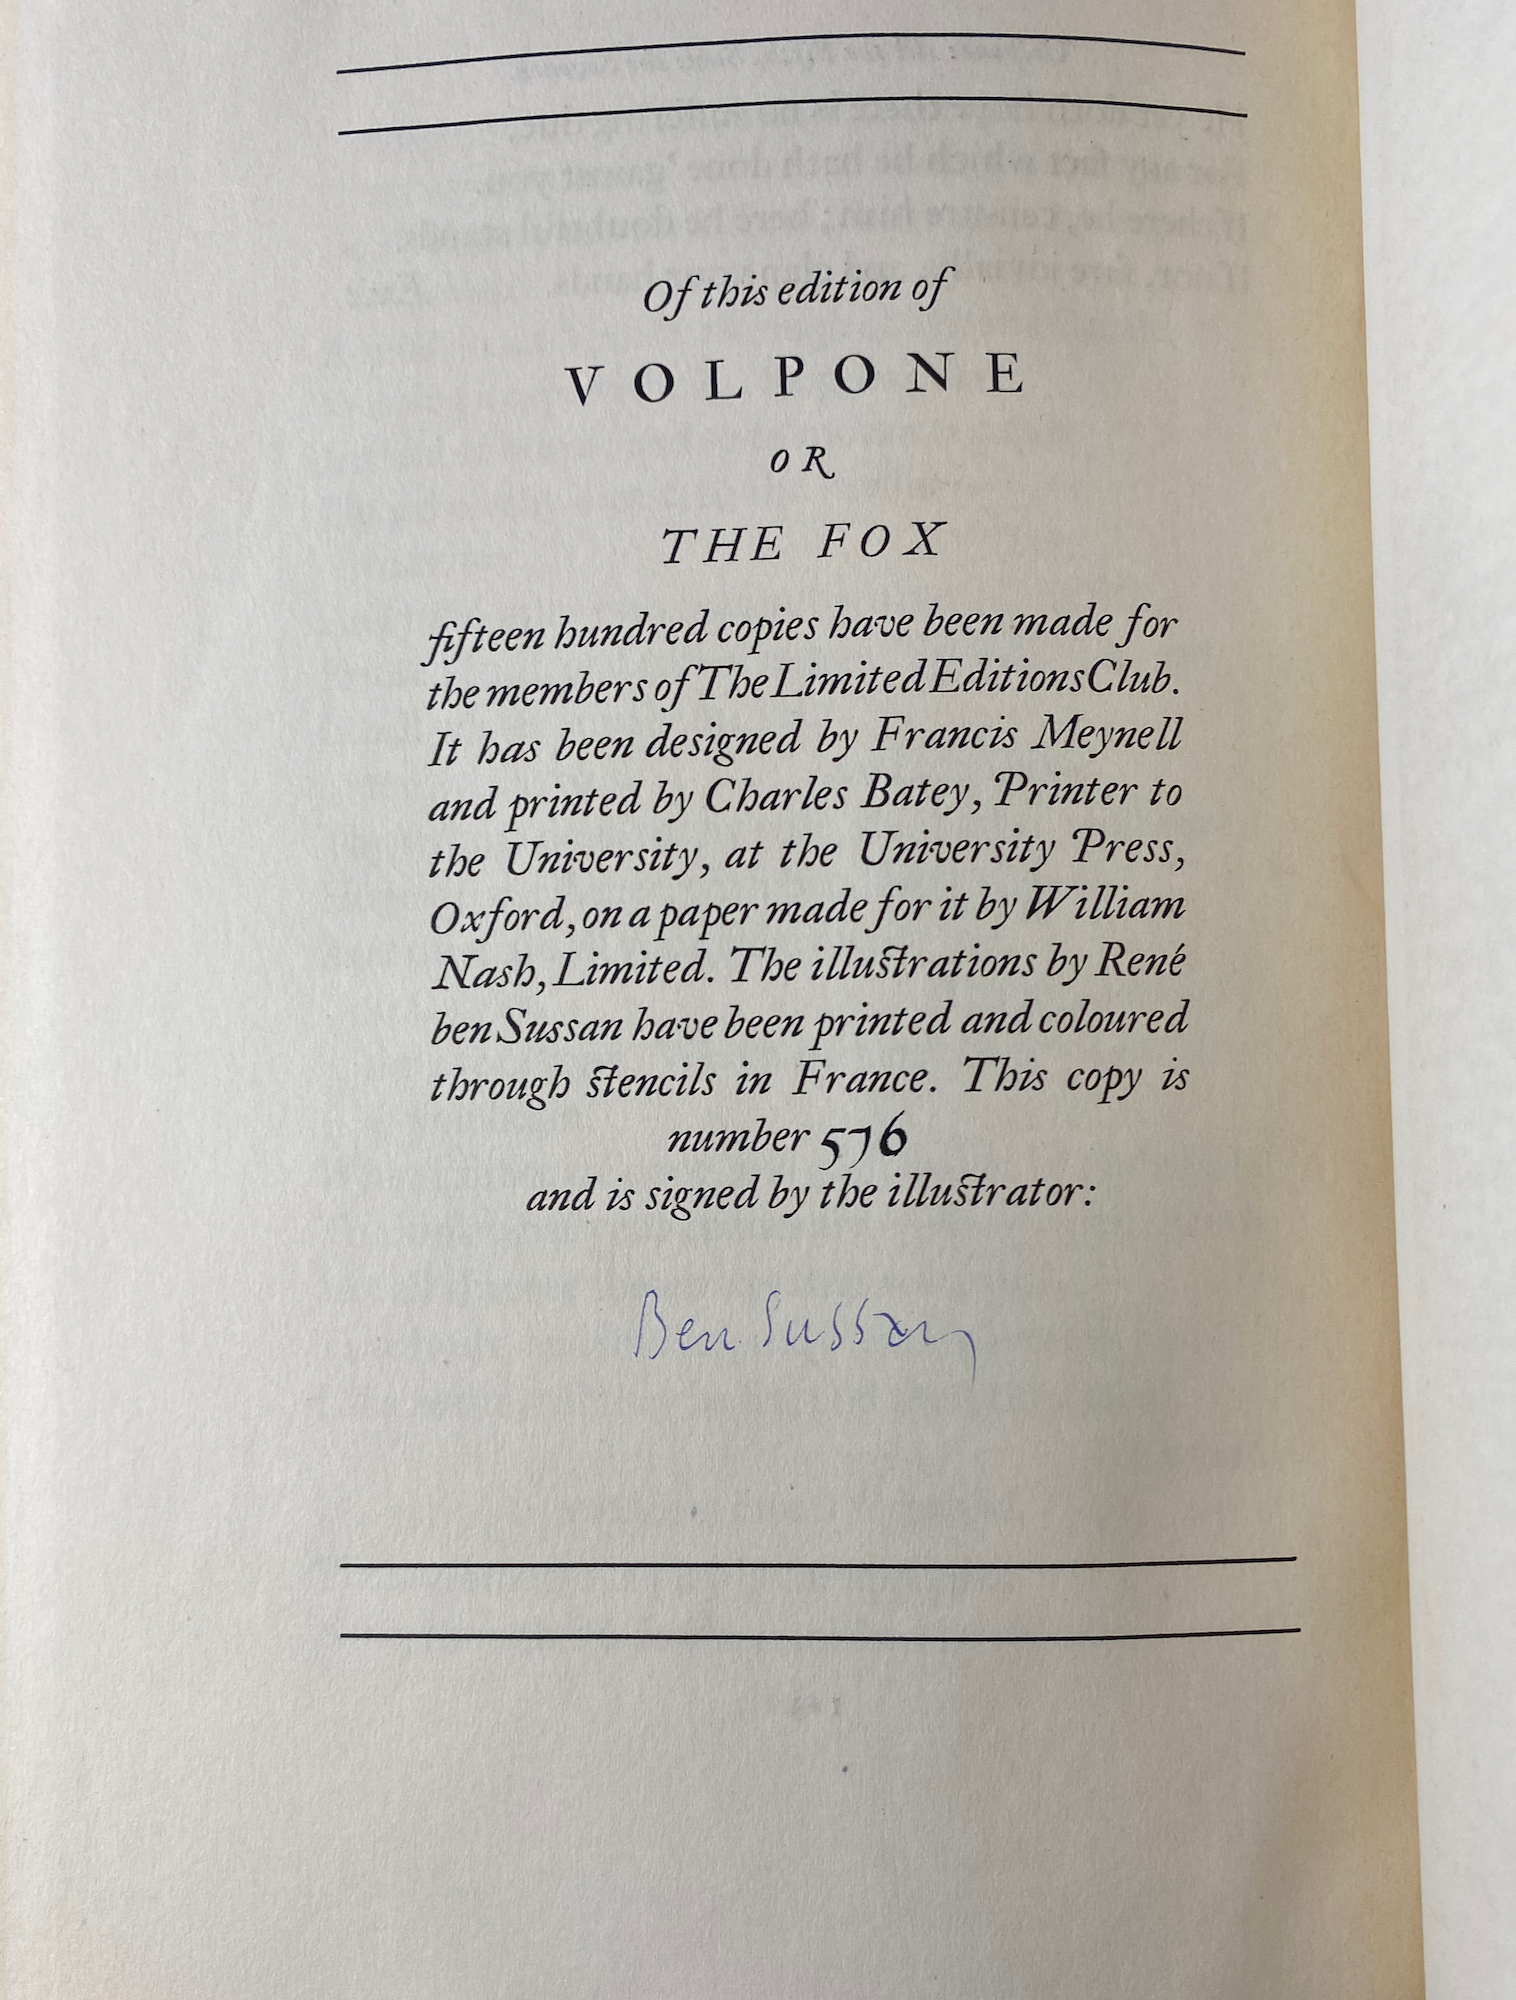 Of this edition of
VOLPONE
OR
THE FOX
fifteen hundred copies have been made for
the members of The Limited Editions Club.
It has been designed by Francis Meynell
and printed by Charles Batey, Printer to
the University, at the University Press,
Oxford, on a paper made for it by William
Nash, Limited. The illustrations by René
ben Sussan have been printed and coloured
through stencils in France. This copy is
number 576
and is signed by the illustrator:
Ben Sussan